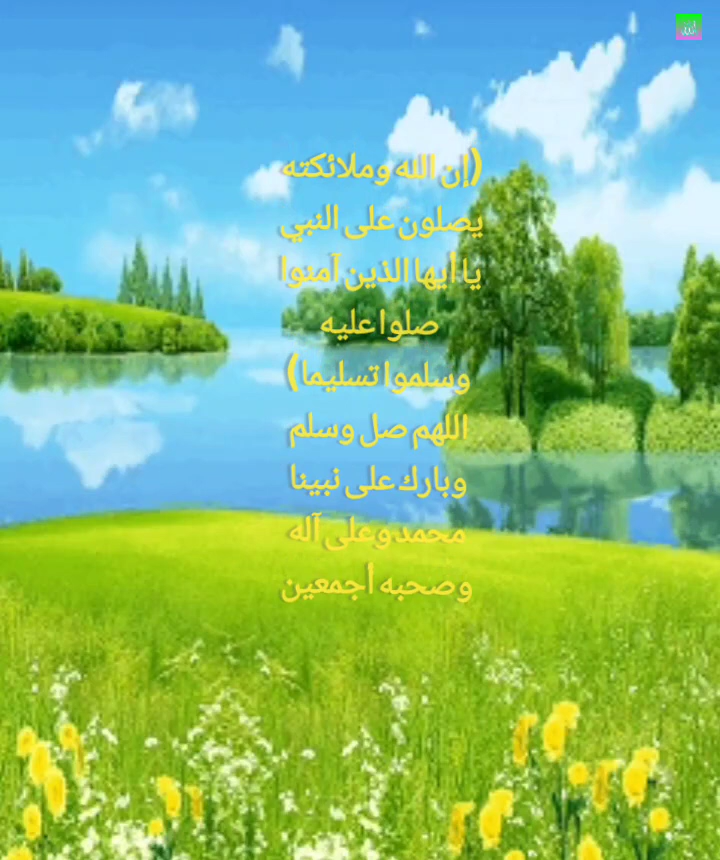 الله
(إن الله وملائكته
يصلون على النبي
يا أيها الذين آمنوا
صلوا عليه
وسلموا تسليما)
اللهم صل وسلم
وبارك على نبينا
محمد وعلى آله
وصحبه أجمعين